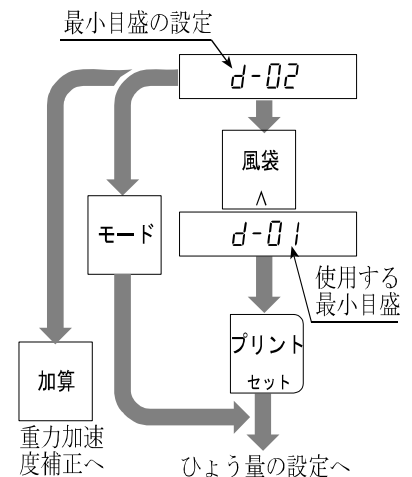 最小目盛の設定
d-02
風袋
∧
モード
d-01
使用する
最小目盛
プリント
セット
加算
重力加速
度補正へ
ひょう量の設定へ